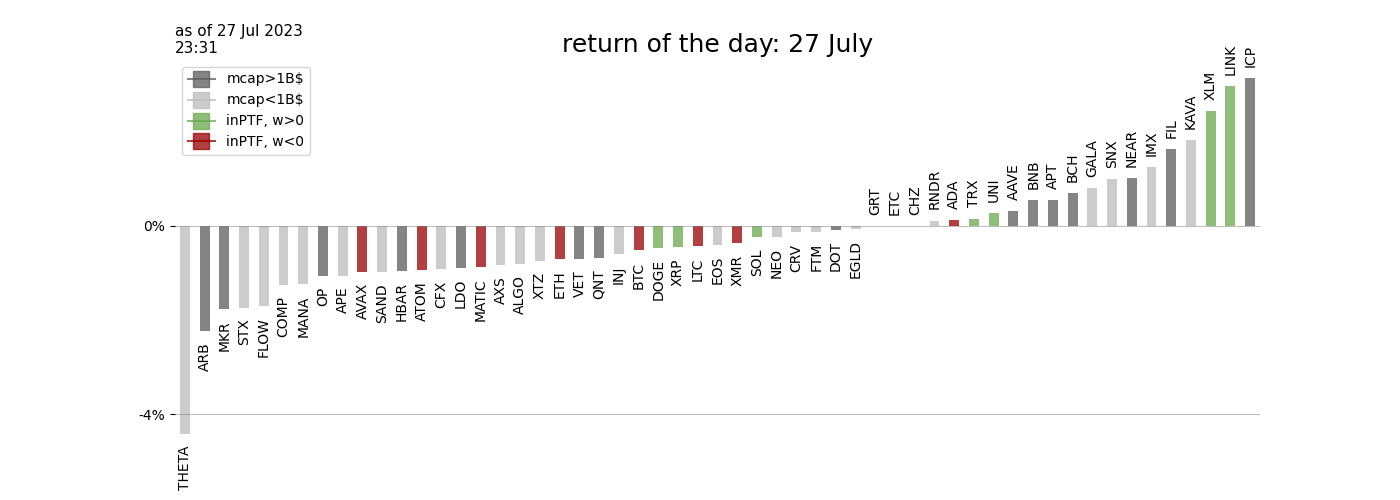 as of 27 Jul 2023
23:31
return of the day: 27 July
mcap>1B$
mcap<1B$
inPTF, w>0
inPTF, w<0
0%
-4%
THETA
ARB
MKR
STX
FLOW
COMP
MANA
OP
APE
AVAX
SAND
HBAR
ATOM
CFX
LDO
MATIC
AXS
ALGO
XTZ
ETH
VET
QNT
INJ
BTC
DOGE
XRP
LTC
EOS
XMR
SOL
NEO
CRV
FTM
DOT
EGLD
GRT
ETC
CHZ
RNDR
ADA
TRX
UNI
AAVE
BNB
APT
BCH
GALA
SNX
NEAR
IMX
FIL
KAVA
XLM
LINK
ICP